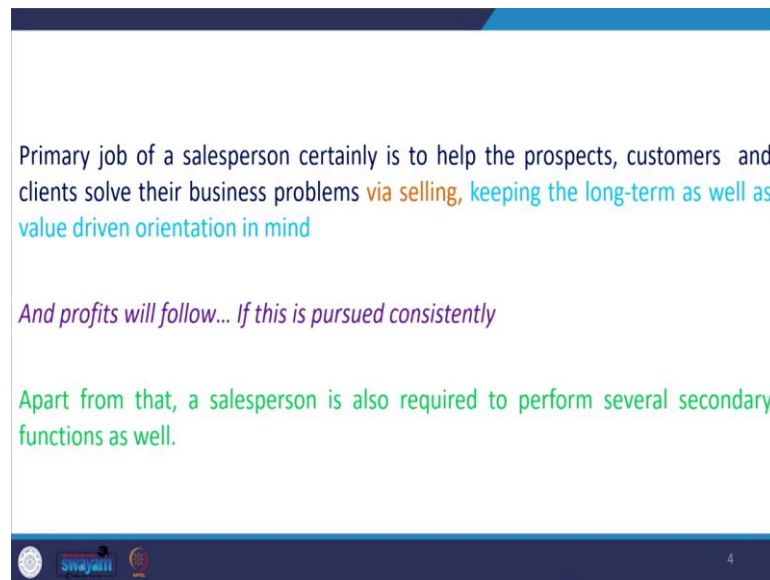 Primary job of a salesperson certainly is to help the prospects, customers and
clients solve their business problems via selling, keeping the long-term as well as
value driven orientation in mind
And profits will follow... If this is pursued consistently
Apart from that, a salesperson is also required to perform several secondary
functions as well.
swayam
4